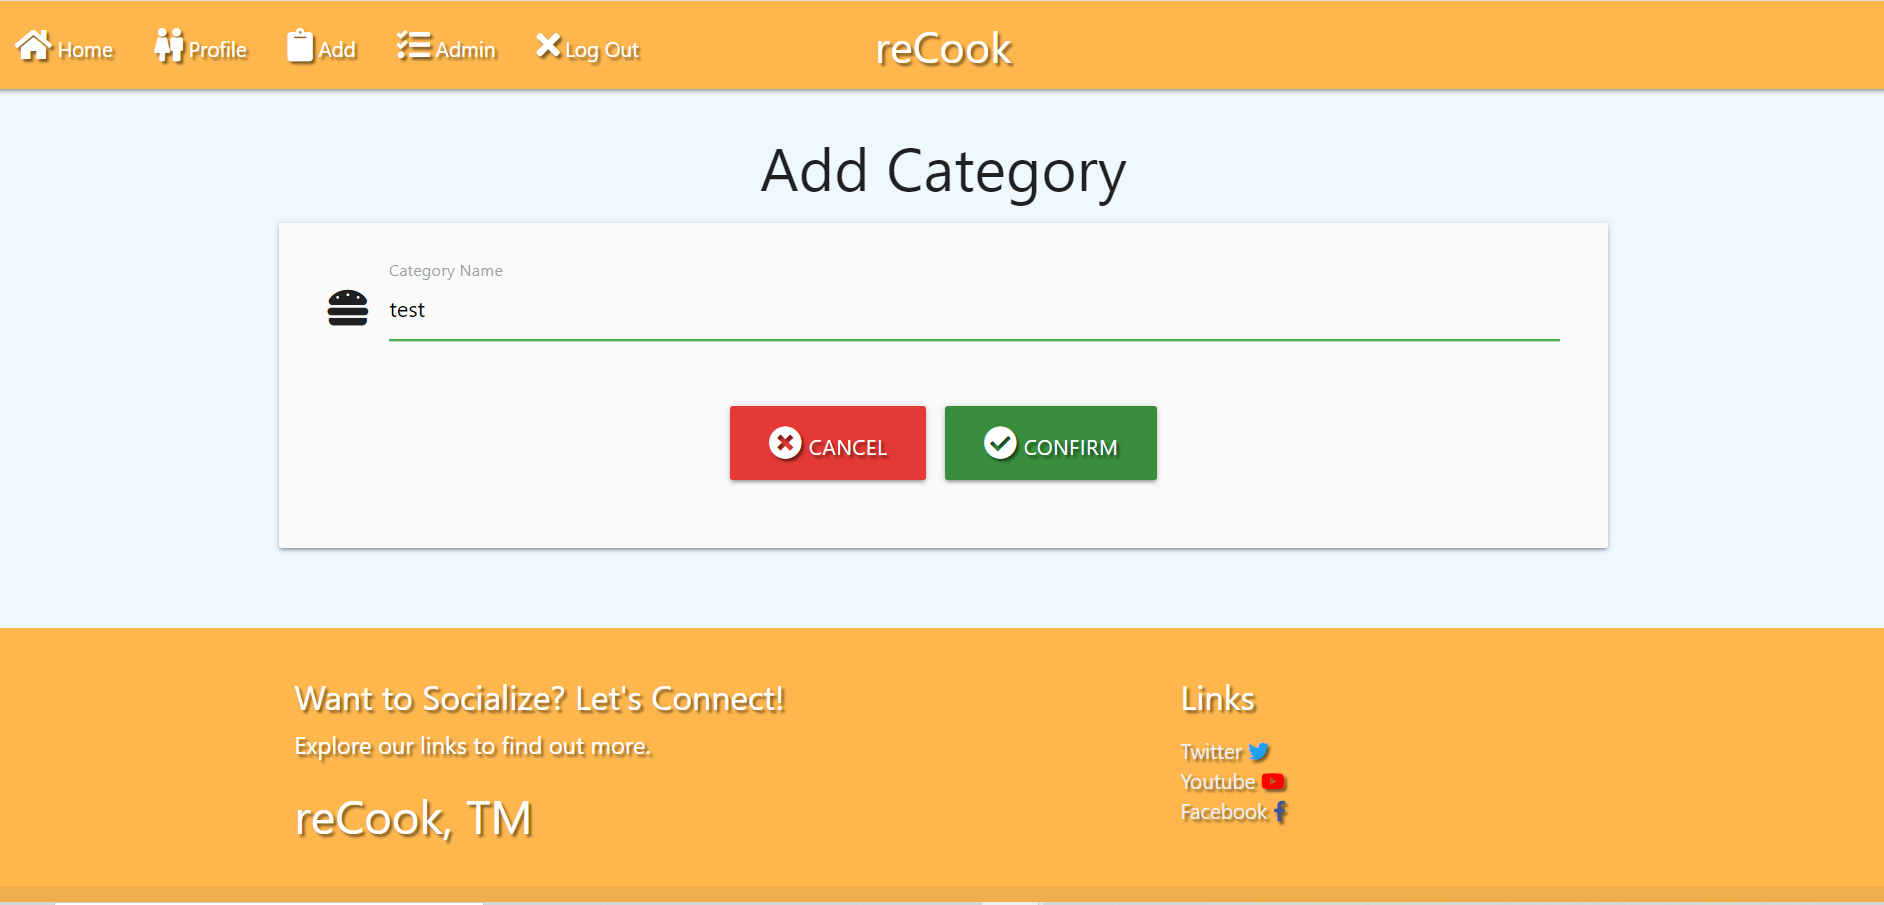 Home Profile Add Admin Log Out reCook
Add Category
Category Name
test
CANCEL CONFIRM
Want to Socialize? Let's Connect!
Explore our links to find out more.
reCook, TM
Links
Twitter
Youtube
Facebook